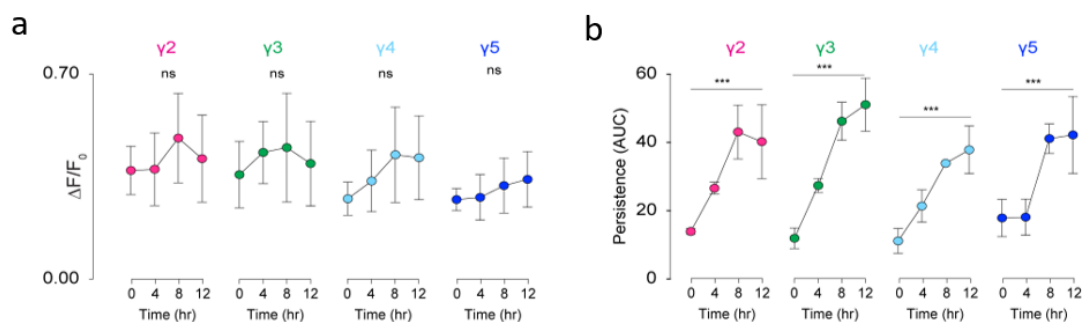 a
γ2 γ3 γ4 γ5
ns ns ns ns
0.70
ΔF/F0
0.00
0 4 8 12 0 4 8 12 0 4 8 12 0 4 8 12
Time (hr) Time (hr) Time (hr) Time (hr)
b
γ2 γ3 γ4 γ5
*** *** *** ***
60
40
20
0
Persistence (AUC)
0 4 8 12 0 4 8 12 0 4 8 12 0 4 8 12
Time (hr) Time (hr) Time (hr) Time (hr)